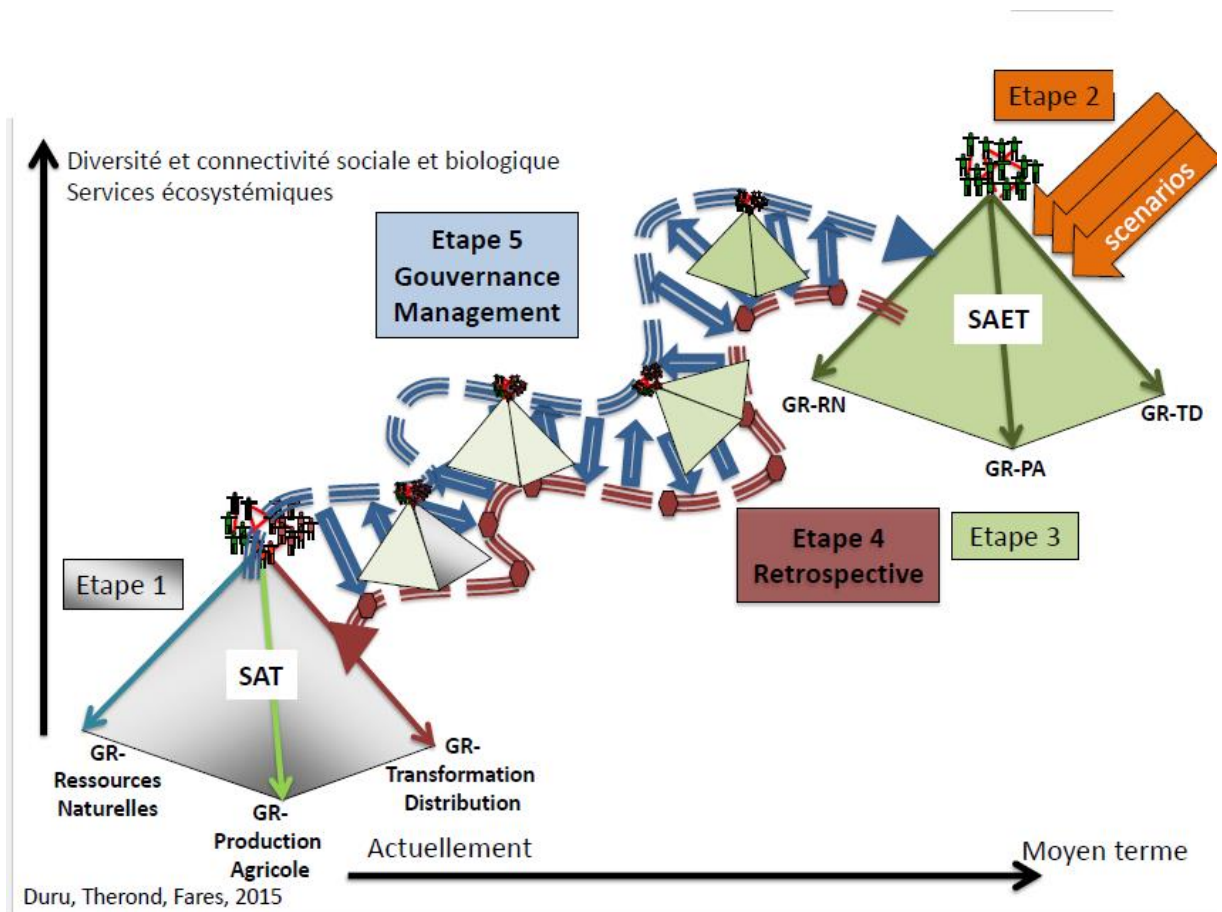 Etape 2
scenarios
Diversité et connectivité sociale et biologique
Services écosystémiques
Etape 5
Gouvernance
Management
SAET
GR-RN
GR-TD
GR-PA
Etape 4
Retrospective
Etape 3
Etape 1
SAT
GR-
Ressources
Naturelles
GR-
Transformation
Distribution
GR-
Production
Agricole
Actuellement
Moyen terme
Duru, Therond, Fares, 2015